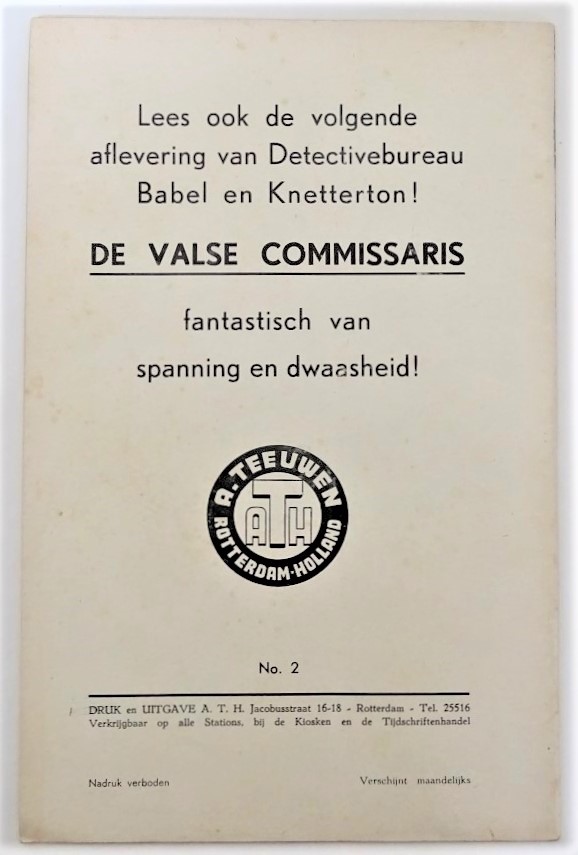 Lees ook de volgende
aflevering van Detectivebureau
Babel en Knetterton!
DE VALSE COMMISSARIS
fantastisch van
spanning en dwaasheid!
A. TEEUWEN
ATH
ROTTERDAM-HOLLAND
No. 2
DRUK en UITGAVE A. T. H. Jacobusstraat 16-18 - Rotterdam - Tel. 25516
Verkrijgbaar op alle Stations, bij de Kiosken en de Tijdschriftenhandel
Nadruk verboden
Verschijnt maandelijks